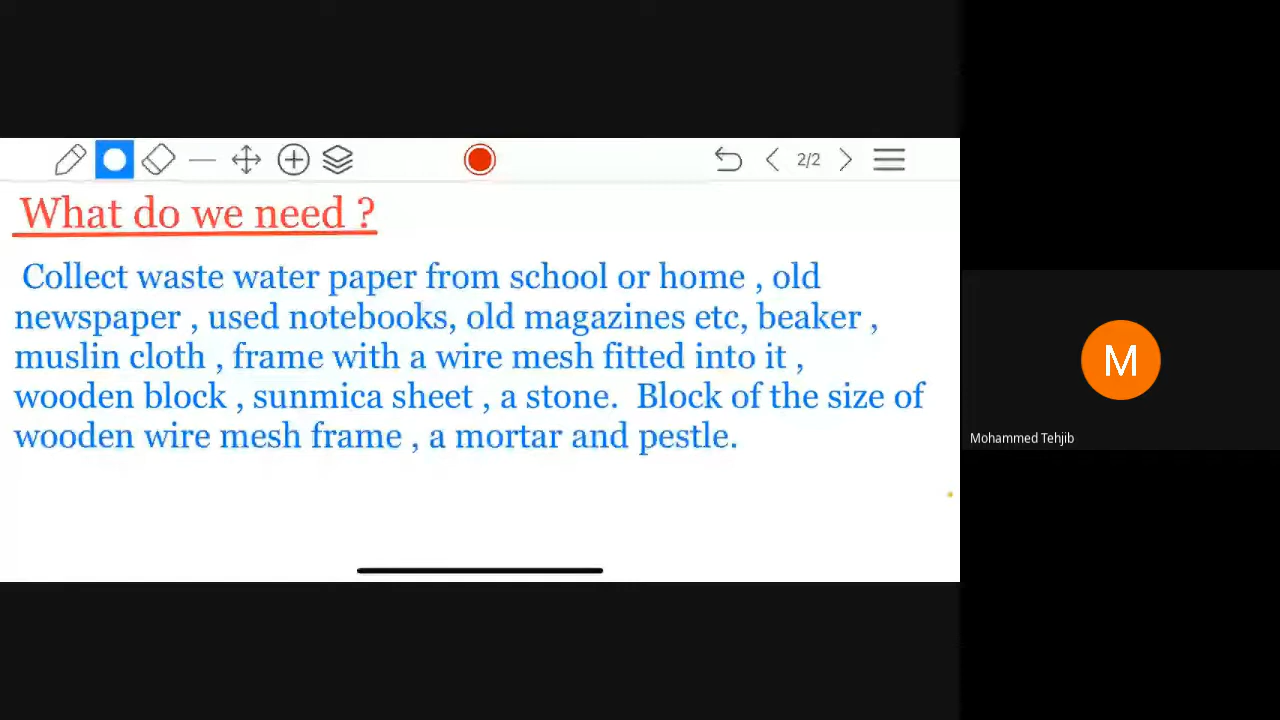 2/2
What do we need ?
Collect waste water paper from school or home , old
newspaper , used notebooks, old magazines etc, beaker ,
muslin cloth , frame with a wire mesh fitted into it ,
wooden block , sunmica sheet , a stone.  Block of the size of
wooden wire mesh frame , a mortar and pestle.
M
Mohammed Tehjib